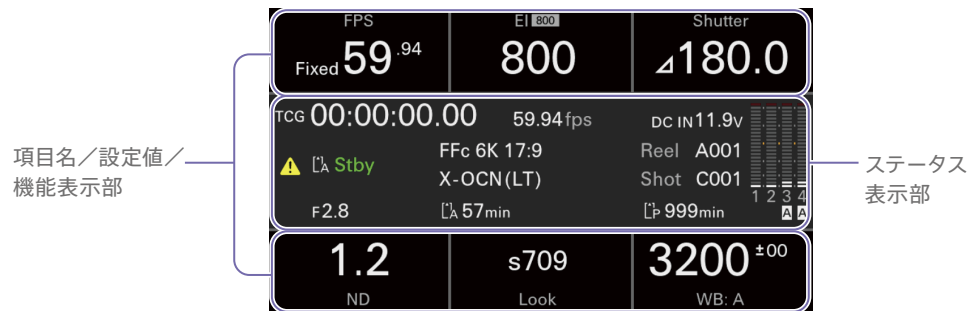 FPS EI 800 Shutter
Fixed 59.94 800 ⊿180.0
TCG 00:00:00.00 59.94fps DC IN 11.9V
A Stby FFc 6K 17:9 Reel A001
X-OCN(LT) Shot C001
F2.8 A 57min P 999min
1 2 3 4
A A
1.2 s709 3200 ±00
ND Look WB: A
項目名／設定値／
機能表示部
ステータス
表示部